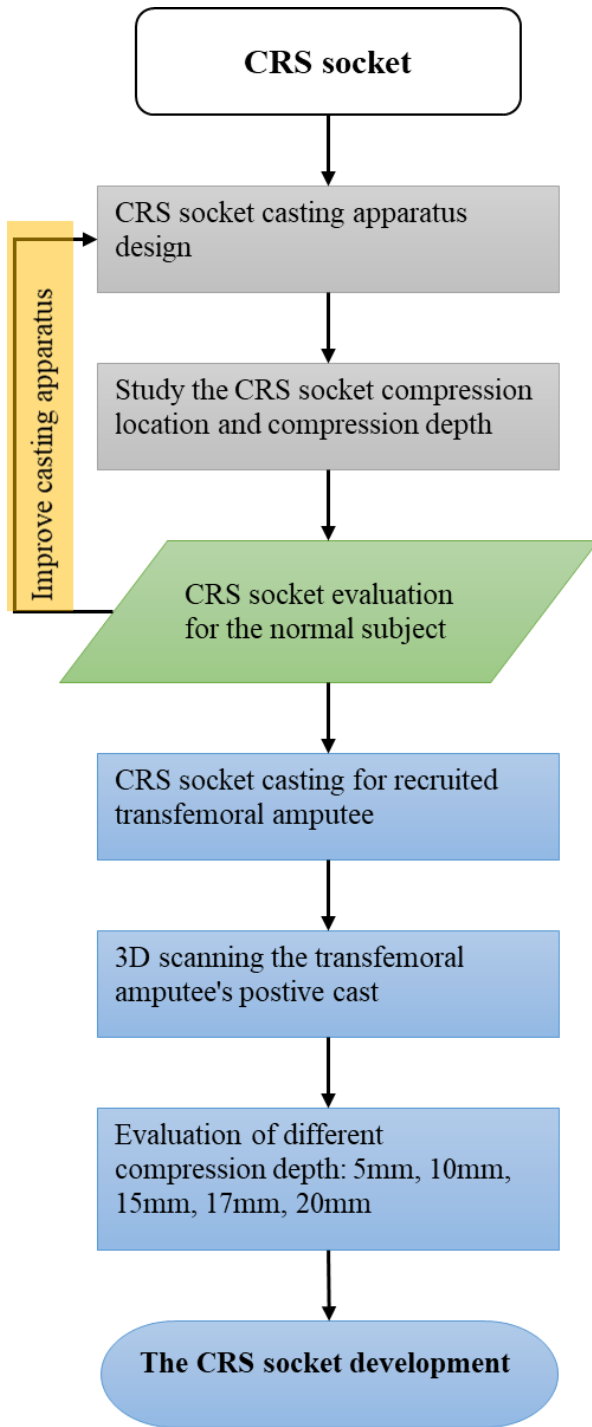 CRS socket
CRS socket casting apparatus
design
Improve casting apparatus
Study the CRS socket compression
location and compression depth
CRS socket evaluation
for the normal subject
CRS socket casting for recruited
transfemoral amputee
3D scanning the transfemoral
amputee's postive cast
Evaluation of different
compression depth: 5mm, 10mm,
15mm, 17mm, 20mm
The CRS socket development